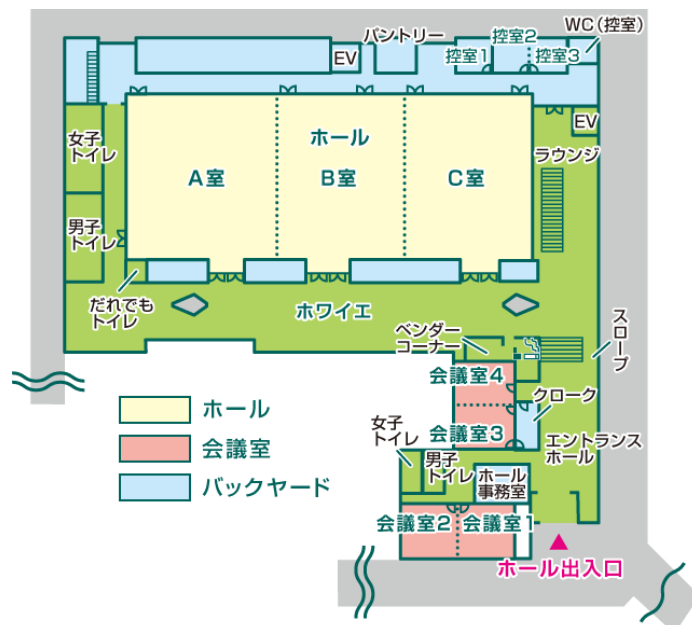 パントリー
控室2
WC（控室）
EV
控室1
控室3
EV
女子
トイレ
ホール
ラウンジ
A室
B室
C室
男子
トイレ
だれでも
トイレ
ホワイエ
スロープ
ベンダー
コーナー
会議室4
クローク
ホール
会議室3
女子
トイレ
エントランス
ホール
会議室
男子
トイレ
バックヤード
ホール
事務室
会議室2
会議室1
ホール出入口